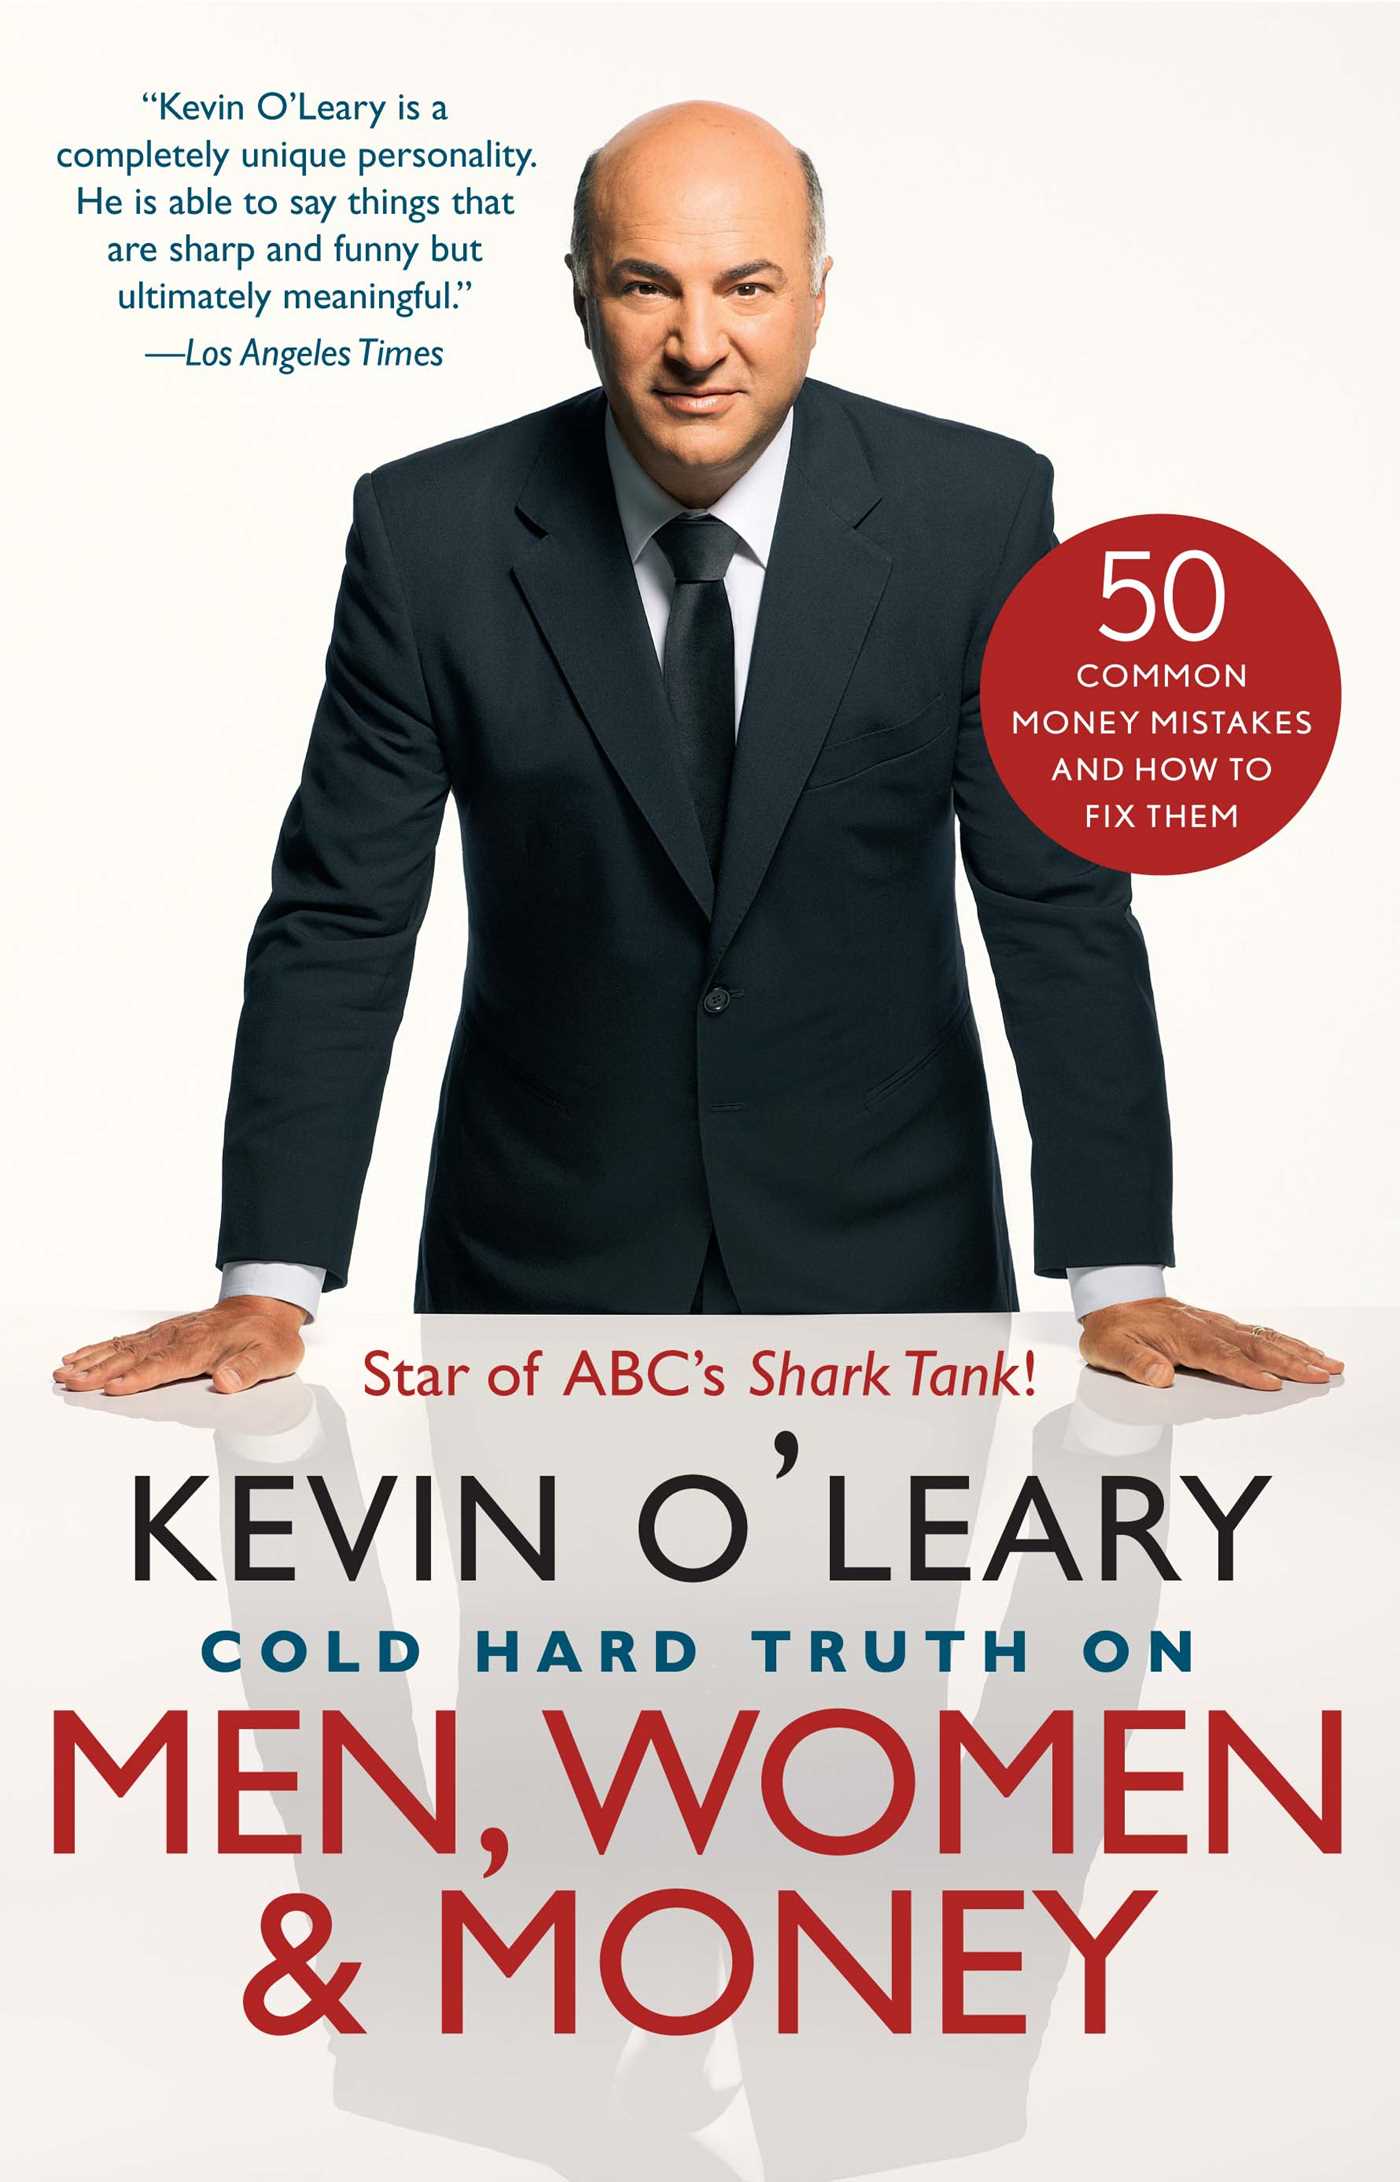 “Kevin O’Leary is a
completely unique personality.
He is able to say things that
are sharp and funny but
ultimately meaningful.”
—Los Angeles Times
50
COMMON
MONEY MISTAKES
AND HOW TO
FIX THEM
Star of ABC’s Shark Tank!
KEVIN O’LEARY
COLD HARD TRUTH ON
MEN, WOMEN
& MONEY